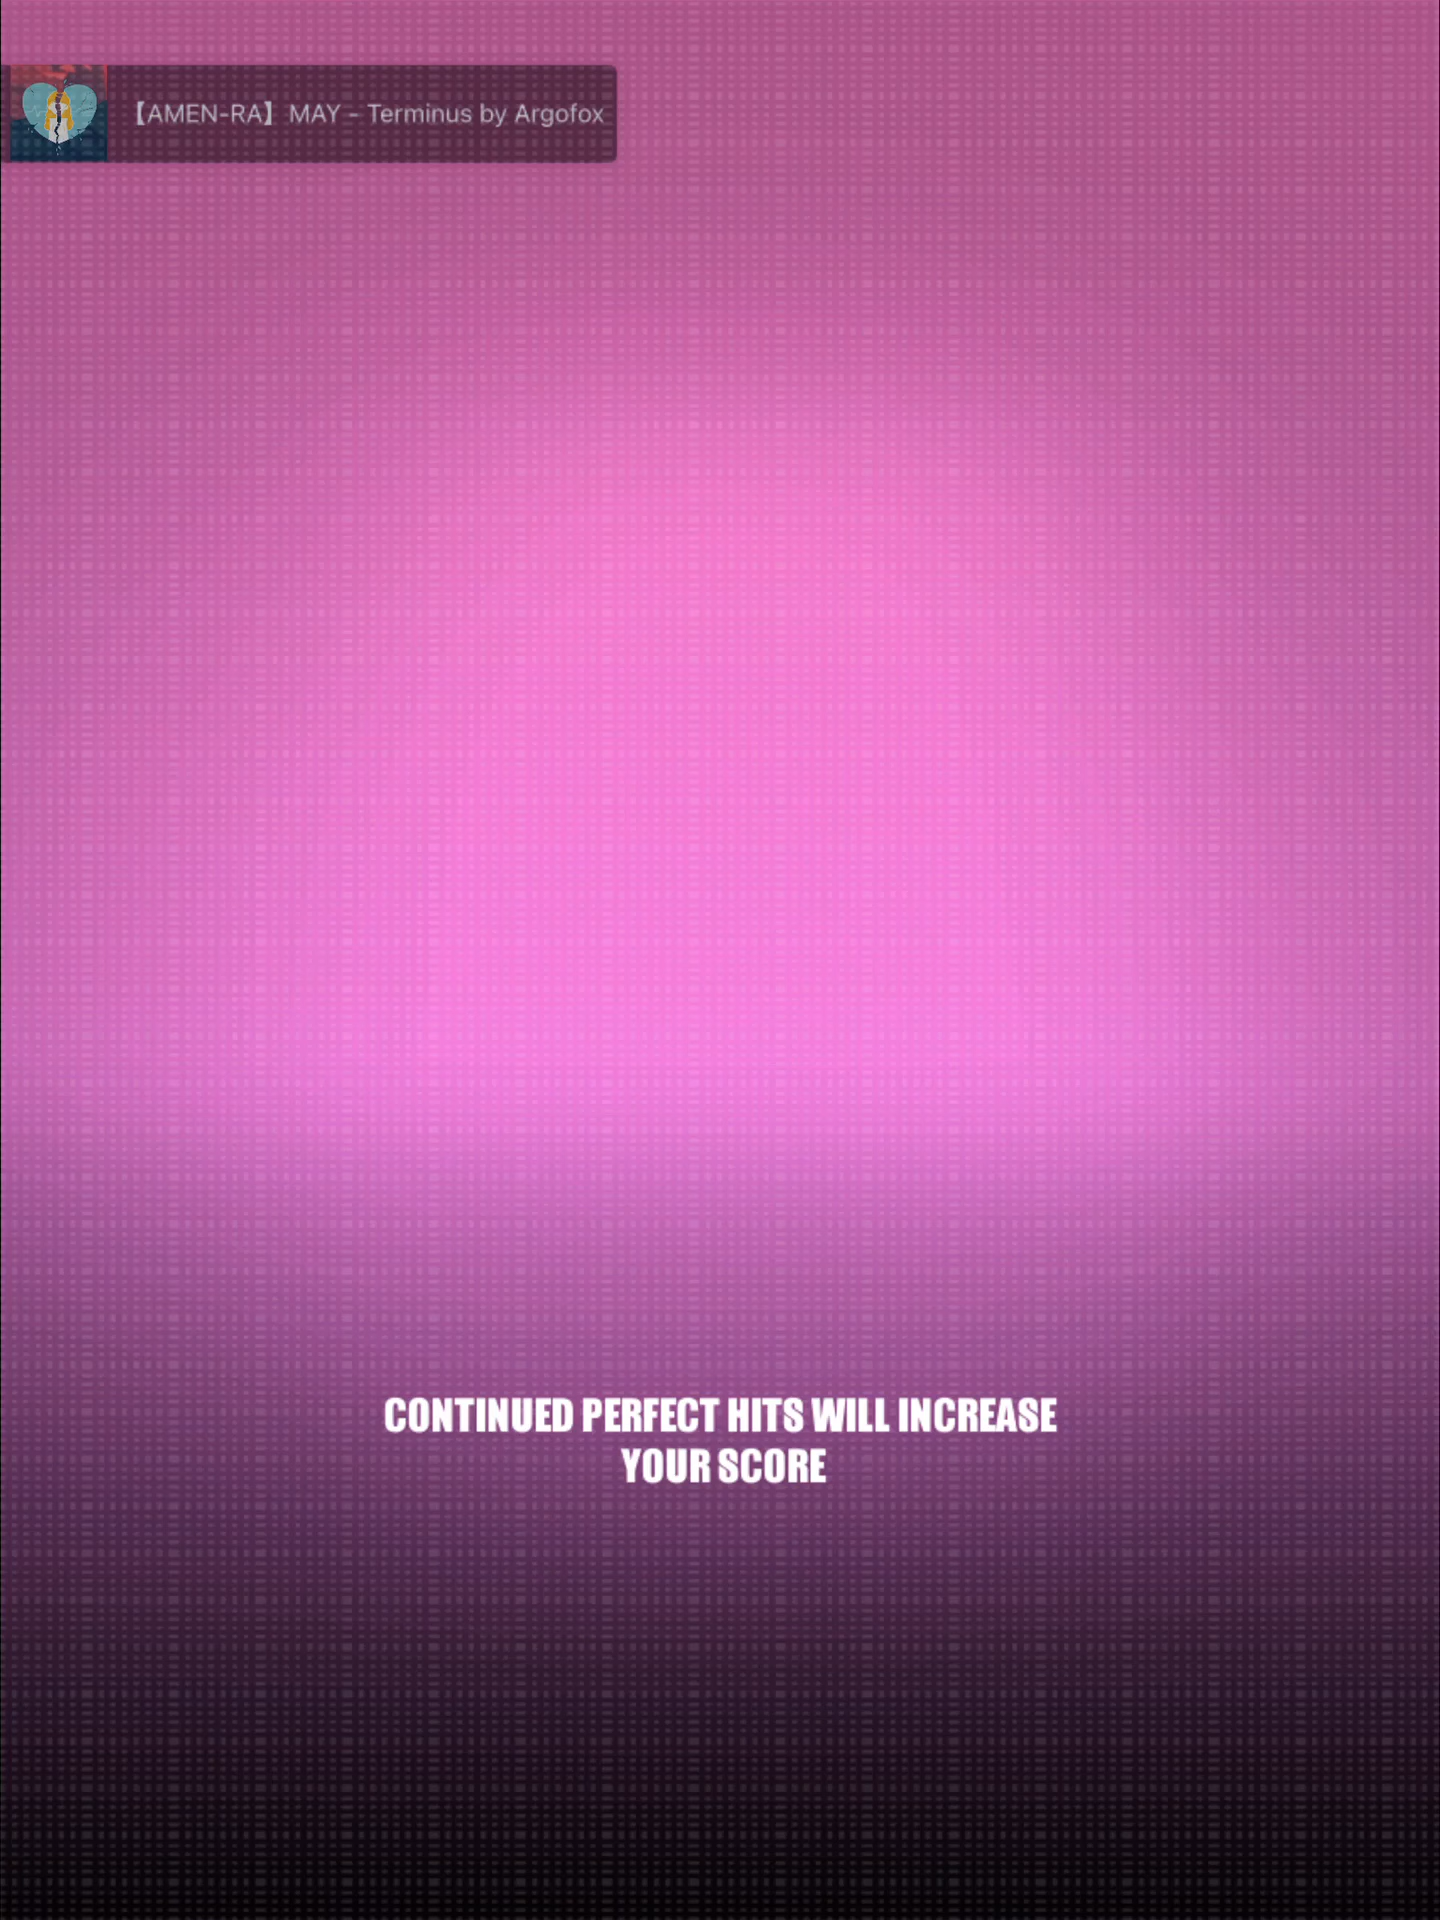 【AMEN-RA】MAY - Terminus by Argofox
CONTINUED PERFECT HITS WILL INCREASE
YOUR SCORE